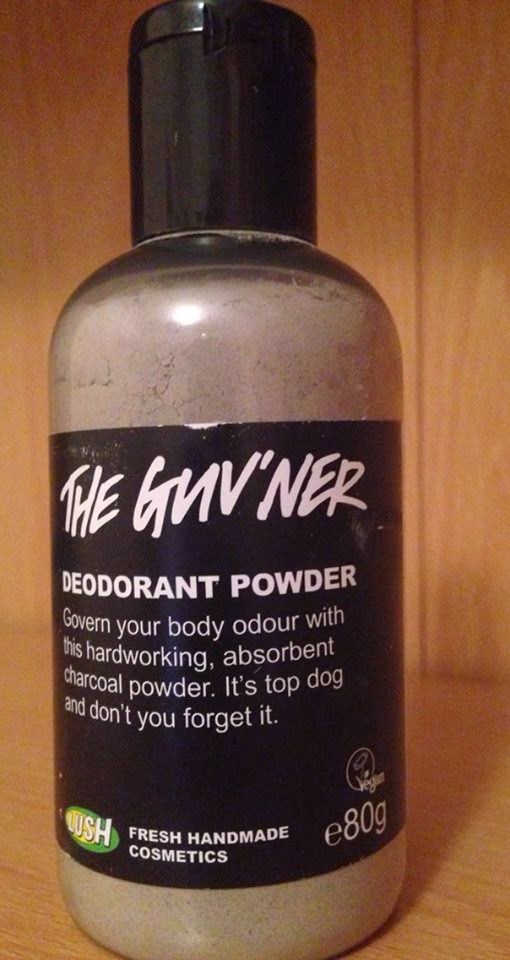 THE GUV'NER
DEODORANT POWDER
Govern your body odour with
this hardworking, absorbent
charcoal powder. It's top dog
and don't you forget it.
Vegan
LUSH
FRESH HANDMADE
COSMETICS
e80g